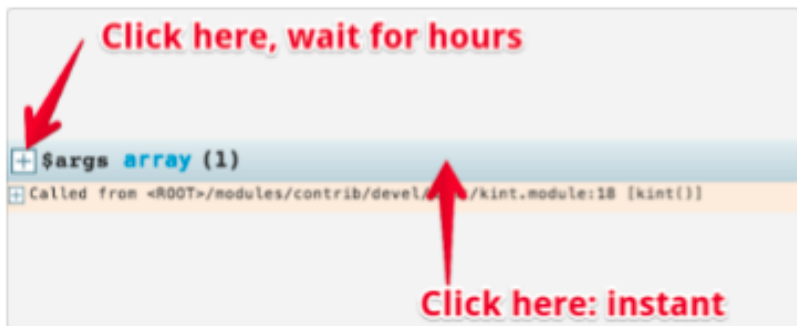 Click here, wait for hours
$args array (1)
Called from <ROOT>/modules/contrib/devel/ /kint.module:18 [kint()]
Click here: instant